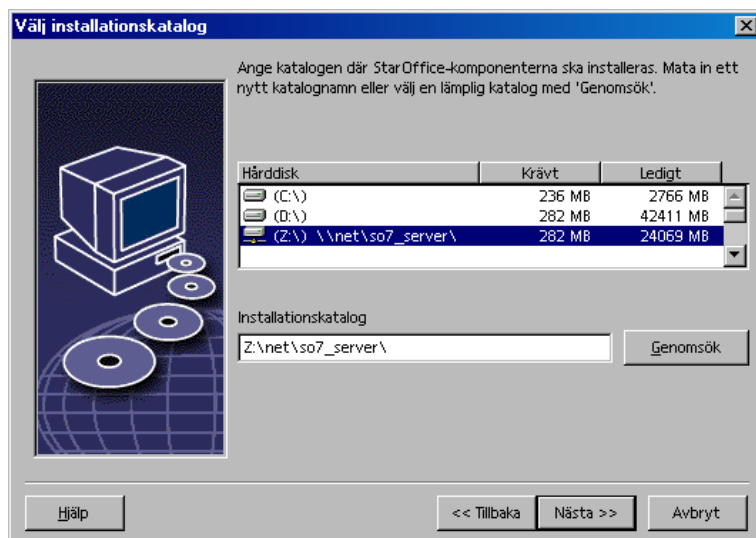 Välj installationskatalog
Ange katalogen där StarOffice-komponenterna ska installeras. Mata in ett
nytt katalognamn eller välj en lämplig katalog med 'Genomsök'.
Hårddisk Krävt Ledigt
(C:\) 236 MB 2766 MB
(D:\) 282 MB 42411 MB
(Z:\) \\net\so7_server\ 282 MB 24069 MB
Installationskatalog
Z:\net\so7_server\ Genomsök
Hjälp << Tillbaka Nästa >> Avbryt